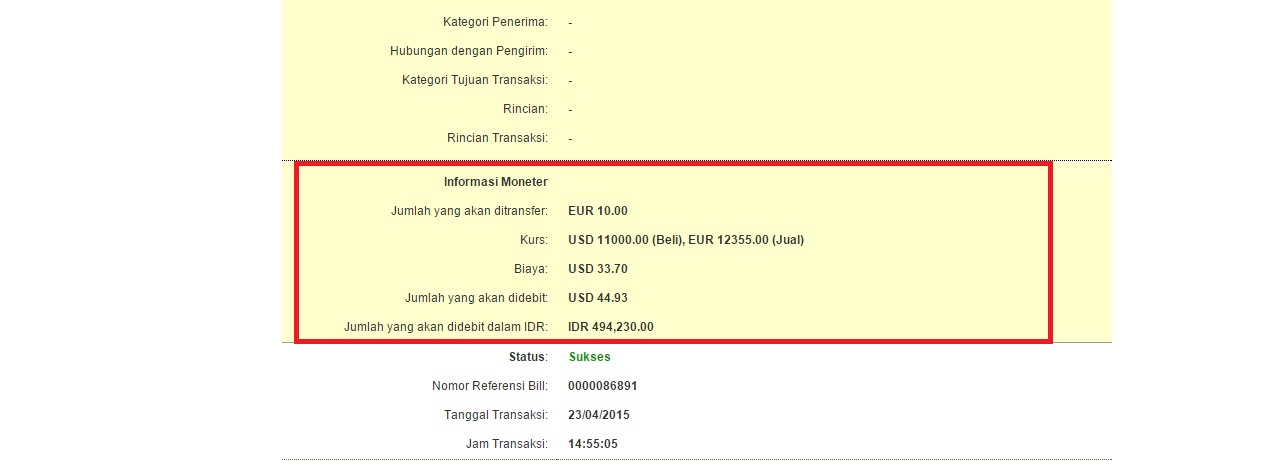 Kategori Penerima: -
Hubungan dengan Pengirim: -
Kategori Tujuan Transaksi: -
Rincian: -
Rincian Transaksi: -
Informasi Moneter
Jumlah yang akan ditransfer: EUR 10.00
Kurs: USD 11000.00 (Beli), EUR 12355.00 (Jual)
Biaya: USD 33.70
Jumlah yang akan didebit: USD 44.93
Jumlah yang akan didebit dalam IDR: IDR 494,230.00
Status: Sukses
Nomor Referensi Bill: 0000086891
Tanggal Transaksi: 23/04/2015
Jam Transaksi: 14:55:05